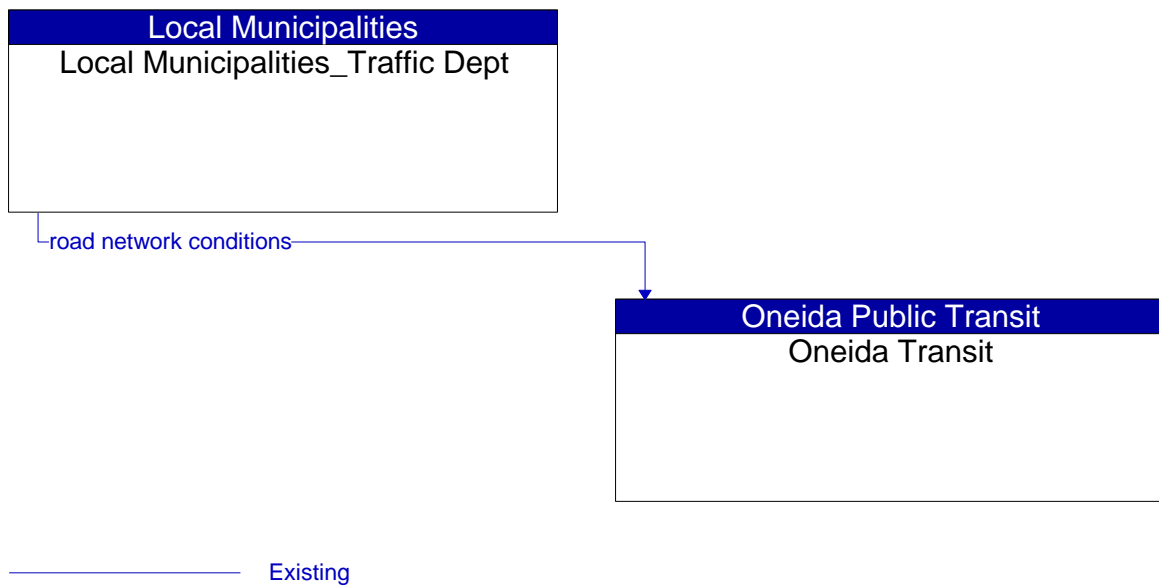 Local Municipalities
Local Municipalities_Traffic Dept
road network conditions
Oneida Public Transit
Oneida Transit
Existing